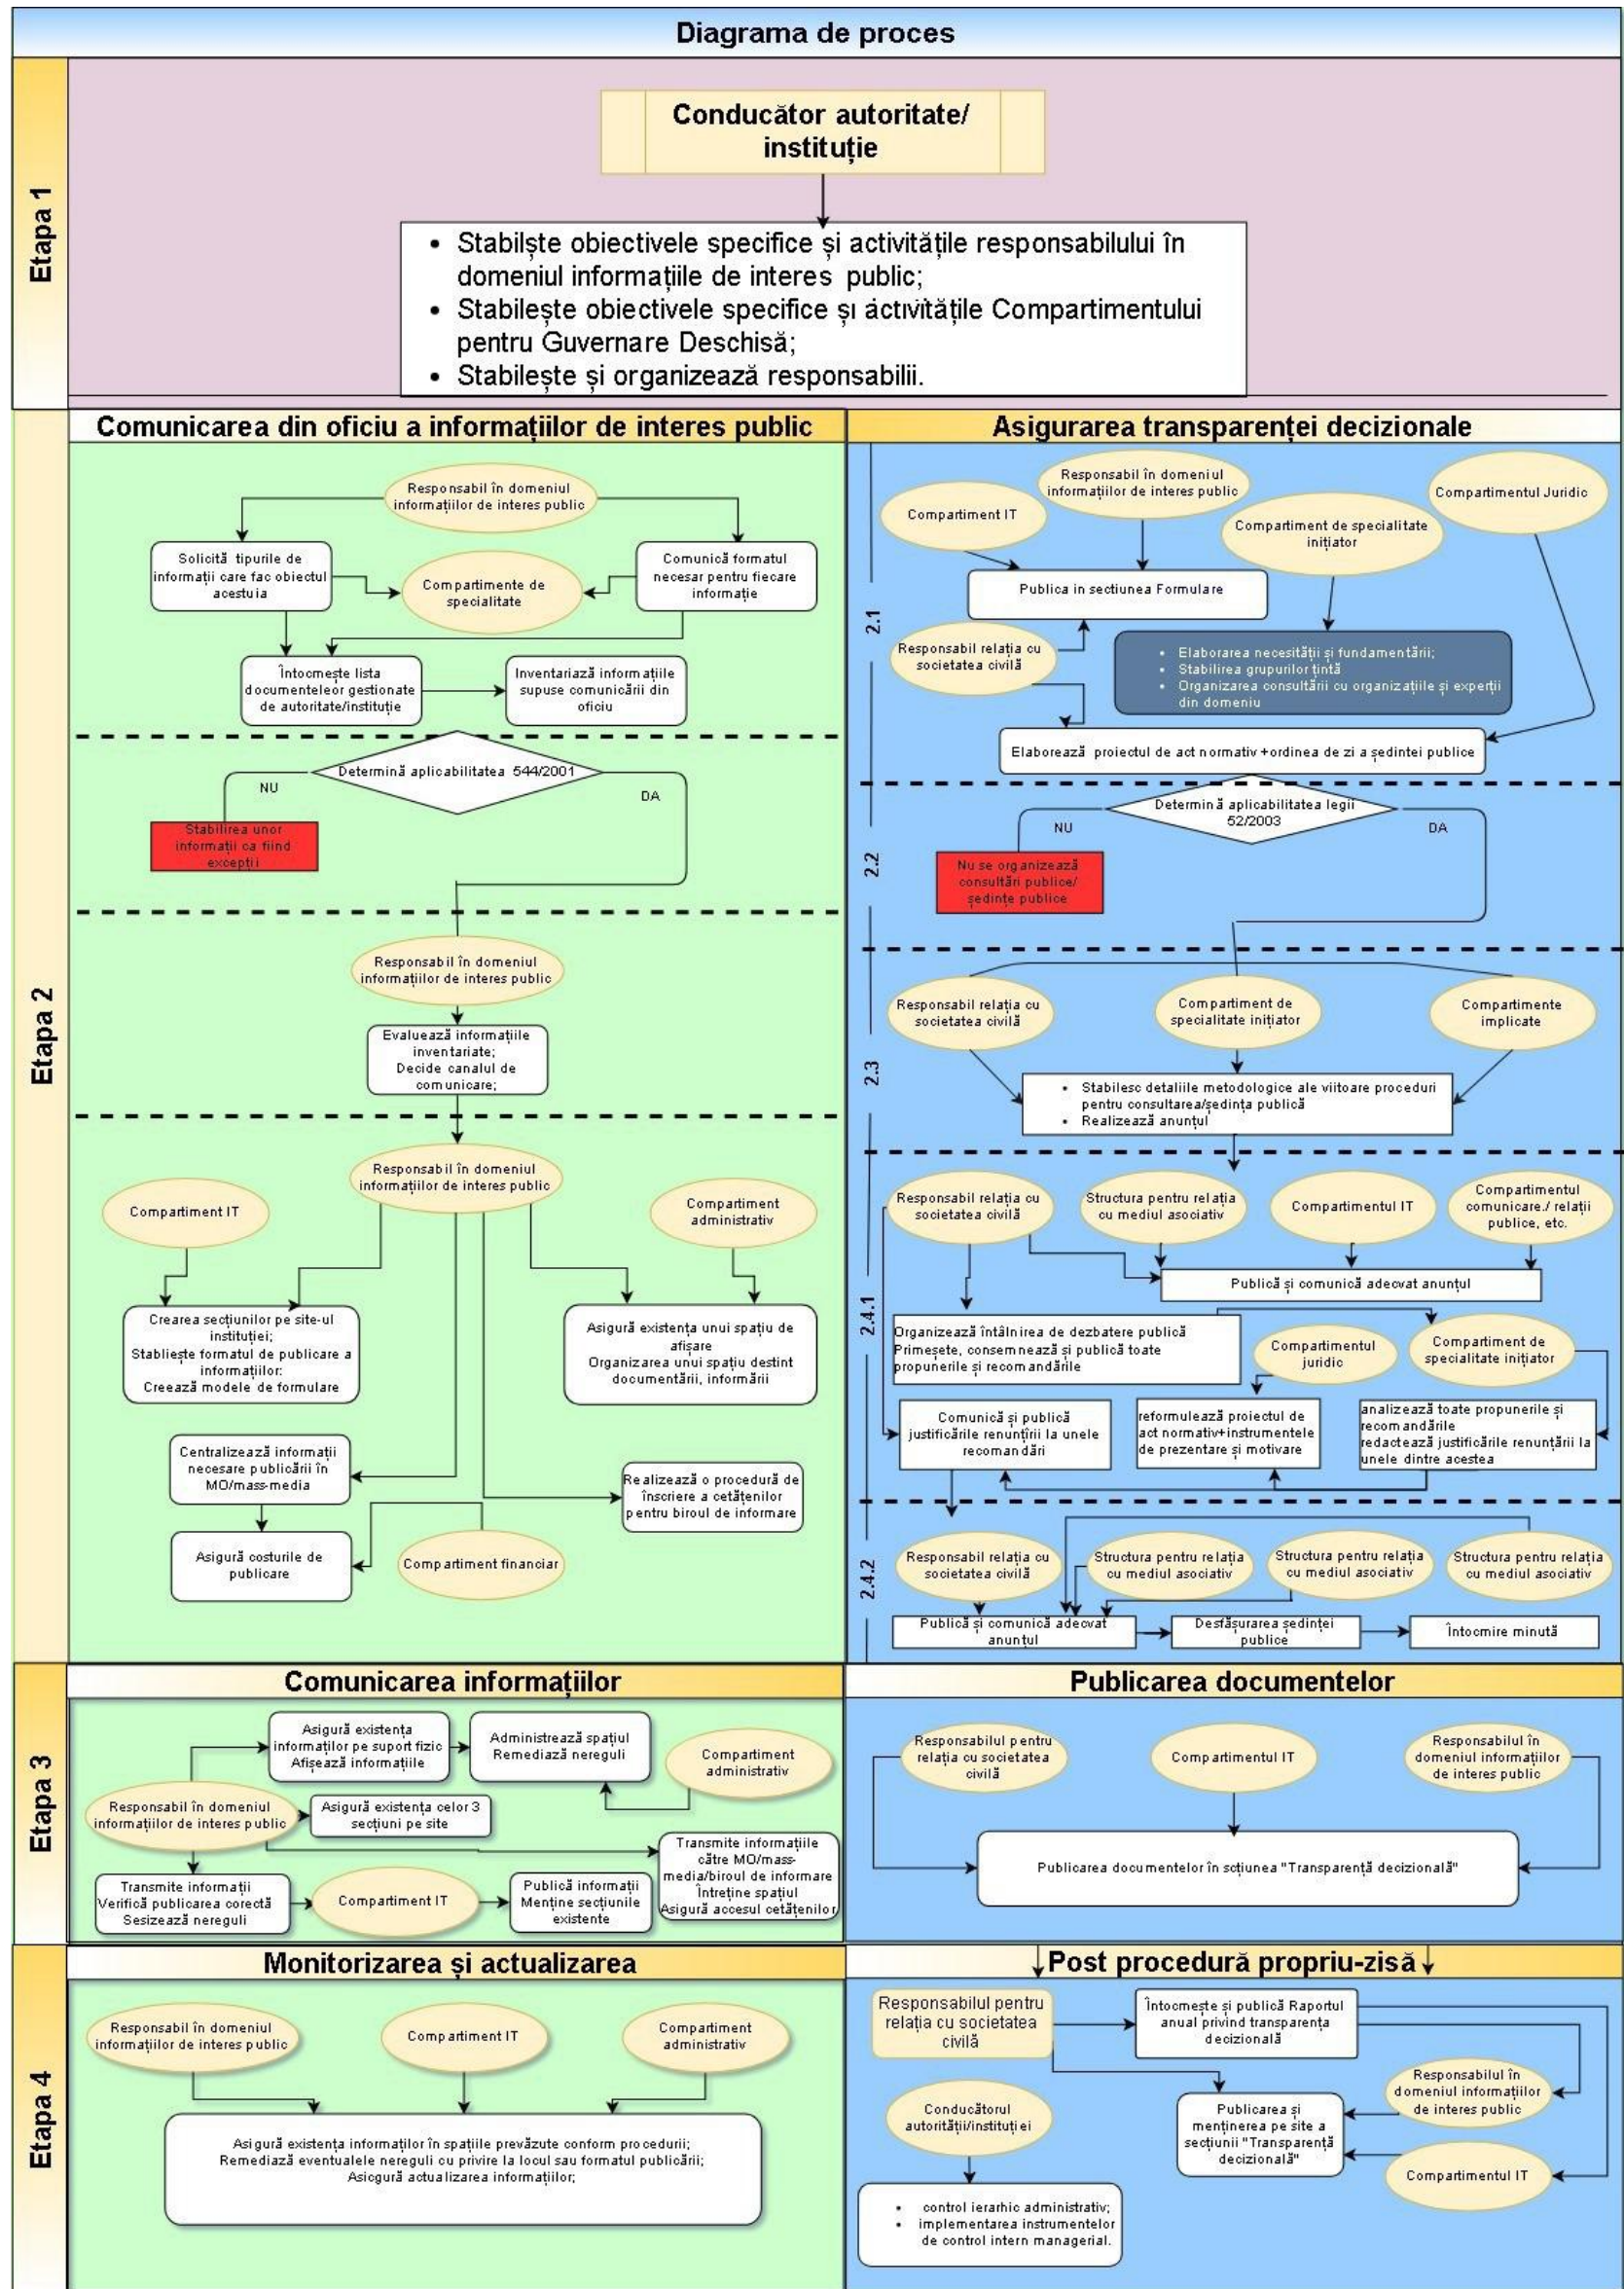 Diagrama de proces
Etapa 1
Conducător autoritate/
instituție
• Stabilște obiectivele specifice și activitățile responsabilului în
domeniul informațiile de interes public;
• Stabilește obiectivele specifice și activitățile Compartimentului
pentru Guvernare Deschisă;
• Stabilește și organizează responsabilii.
Etapa 2
Comunicarea din oficiu a informațiilor de interes public
Responsabil în domeniul
informațiilor de interes public
Solicită tipurile de
informații care fac obiectul
acestuia
Compartimente de
specialitate
Comunică formatul
necesar pentru fiecare
informație
Întocmește lista
documenteleor gestionate
de autoritate/instituție
Inventariază informațiile
supuse comunicării din
oficiu
Determină aplicabilitatea 544/2001
NU
DA
Stabilirea unor
informații ca fiind
excepții
Responsabil în domeniul
informațiilor de interes public
Evaluează informațiile
inventariate;
Decide canalul de
comunicare;
Responsabil în domeniul
informațiilor de interes public
Compartiment IT
Compartiment
administrativ
Crearea secțiunilor pe site-ul
instituției;
Stabliește formatul de publicare a
informațiilor:
Creează modele de formulare
Asigură existența unui spațiu de
afișare
Organizarea unui spațiu destint
documentării, informării
Centralizează informații
necesare publicării în
MO/mass-media
Realizează o procedură de
înscriere a cetățenilor
pentru biroul de informare
Asigură costurile de
publicare
Compartiment financiar
Asigurarea transparenței decizionale
2.1
Compartiment IT
Responsabil în domeniul
informațiilor de interes public
Compartiment de specialitate
inițiator
Compartimentul Juridic
Publica in sectiunea Formulare
Responsabil relația cu
societatea civilă
• Elaborarea necesității și fundamentării;
• Stabilirea grupurilor țintă
• Organizarea consultării cu organizațiile și experții
din domeniu
Elaborează proiectul de act normativ +ordinea de zi a ședintei publice
2.2
Determină aplicabilitatea legii
52/2003
NU
DA
Nu se organizează
consultări publice/
ședințe publice
2.3
Responsabil relația cu
societatea civilă
Compartiment de
specialitate inițiator
Compartimente
implicate
• Stabilesc detaliile metodologice ale viitoare proceduri
pentru consultarea/ședința publică
• Realizează anunțul
2.4.1
Responsabil relația cu
societatea civilă
Structura pentru relația
cu mediul asociativ
Compartimentul IT
Compartimentul
comunicare./ relații
publice, etc.
Publică și comunică adecvat anunțul
Organizează întâlnirea de dezbatere publică
Primeșete, consemnează și publică toate
propunerile și recomandările
Compartimentul
juridic
Compartiment de
specialitate inițiator
Comunică și publică
justificările renunțîrii la unele
recomandări
reformulează proiectul de
act normativ+instrumentele
de prezentare și motivare
analizează toate propunerile și
recomandările
redactează justificările renunțării la
unele dintre acestea
2.4.2
Responsabil relația cu
societatea civilă
Structura pentru relația
cu mediul asociativ
Structura pentru relația
cu mediul asociativ
Structura pentru relația
cu mediul asociativ
Publică și comunică adecvat
anunțul
Desfășurarea ședinței
publice
Întocmire minută
Etapa 3
Comunicarea informațiilor
Asigură existența
informaților pe suport fizic
Afișează informațiile
Administrează spațiul
Remediază nereguli
Compartiment
administrativ
Responsabil în domeniul
informațiilor de interes public
Asigură existența celor 3
secțiuni pe site
Transmite informații
Verifică publicarea corectă
Sesizează nereguli
Compartiment IT
Publică informații
Menține secțiunile
existente
Transmite informațiile
către MO/mass-
media/biroul de informare
Întreține spațiul
Asigură accesul cetățenilor
Publicarea documentelor
Responsabilul pentru
relația cu societatea
civilă
Compartimentul IT
Responsabilul în
domeniul informațiilor
de interes public
Publicarea documentelor în scțiunea "Transparență decizională"
Etapa 4
Monitorizarea și actualizarea
Responsabil în domeniul
informațiilor de interes public
Compartiment IT
Compartiment
administrativ
Asigură existența informaților în spațiile prevăzute conform procedurii;
Remediază eventualele nereguli cu privire la locul sau formatul publicării;
Asicgură actualizarea informațiilor;
Post procedură propriu-zisă
Responsabilul pentru
relația cu societatea
civilă
Întocmește și publică Raportul
anual privind transparența
decizională
Responsabilul în
domeniul informațiilor
de interes public
Conducătorul
autorității/instituției
Publicarea și
menținerea pe site a
secțiunii "Transparență
decizională"
Compartimentul IT
• control ierarhic administrativ;
• implementarea instrumentelor
de control intern managerial.